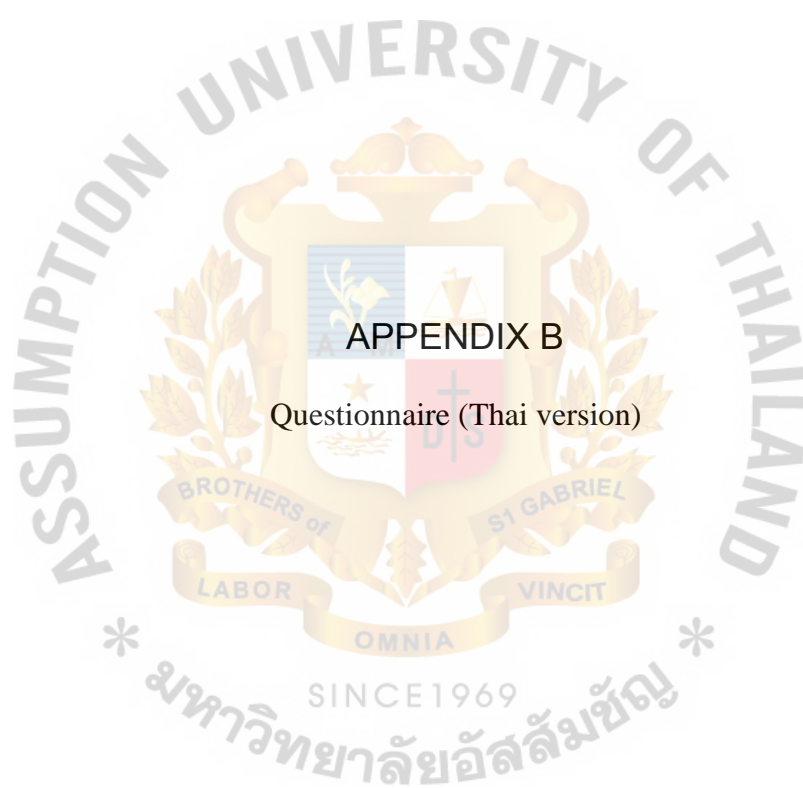 ASSUMPTION UNIVERSITY OF THAILAND
A M
APPENDIX B
Questionnaire (Thai version)
D S
BROTHERS of
S1 GABRIEL
LABOR
VINCIT
OMNIA
SINCE1969
* มหาวิทยาลัยอัสสัมชัญ *